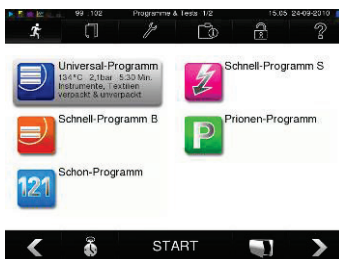 99 :102 Programme & Tests 1/2 15:05 24-09-2010
Universal-Programm
134°C 2,1bar 5:30 Min.
Instrumente, Textilien
verpackt & unverpackt
Schnell-Programm S
Schnell-Programm B
Prionen-Programm
P
Schon-Programm
121
START